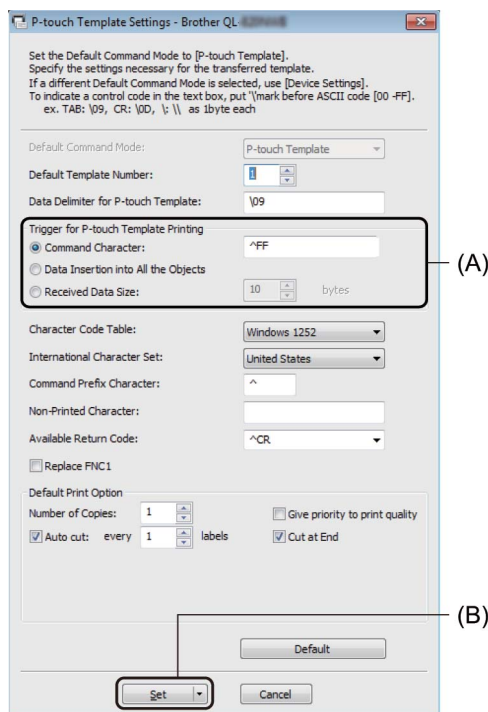 P-touch Template Settings - Brother QL-
Set the Default Command Mode to [P-touch Template].
Specify the settings necessary for the transferred template.
If a different Default Command Mode is selected, use [Device Settings].
To indicate a control code in the text box, put '\'mark before ASCII code [00 -FF].
ex. TAB: \09, CR: \0D, \: \\ as 1byte each
Default Command Mode: P-touch Template
Default Template Number: 1
Data Delimiter for P-touch Template: \09
Trigger for P-touch Template Printing
Command Character: ^FF
(A)
Data Insertion into All the Objects
Received Data Size: 10 bytes
Character Code Table: Windows 1252
International Character Set: United States
Command Prefix Character: ^
Non-Printed Character:
Available Return Code: ^CR
Replace FNC1
Default Print Option
Number of Copies: 1 Give priority to print quality
Auto cut: every 1 labels Cut at End
(B)
Default
Set Cancel